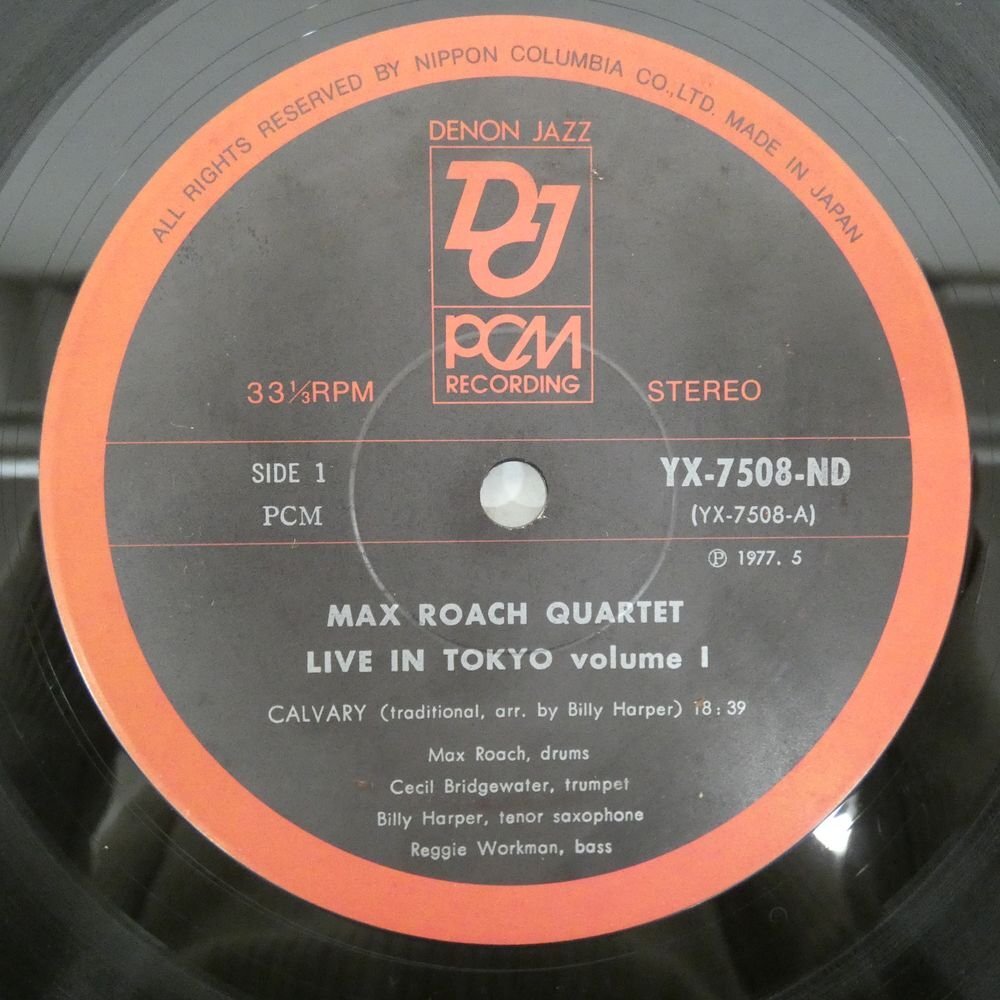 ALL RIGHTS RESERVED BY NIPPON COLUMBIA CO.,LTD. MADE IN JAPAN
DENON JAZZ
DJ
PCM
RECORDING
33⅓RPM
STEREO
SIDE 1
YX-7508-ND
PCM
(YX-7508-A)
Ⓟ 1977. 5
MAX ROACH QUARTET
LIVE IN TOKYO volume I
CALVARY (traditional, arr. by Billy Harper) 18:39
Max Roach, drums
Cecil Bridgewater, trumpet
Billy Harper, tenor saxophone
Reggie Workman, bass